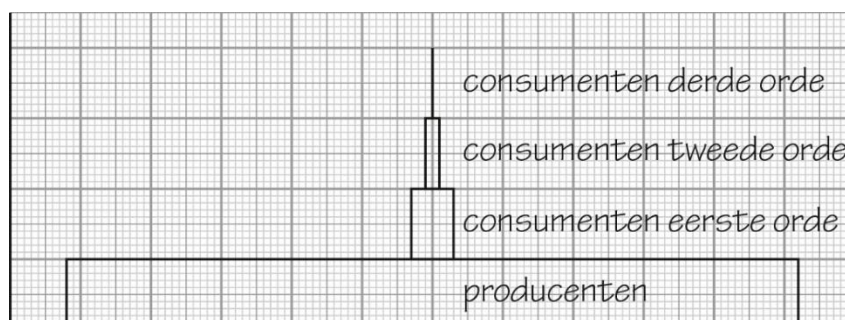 consumenten derde orde
consumenten tweede orde
consumenten eerste orde
producenten